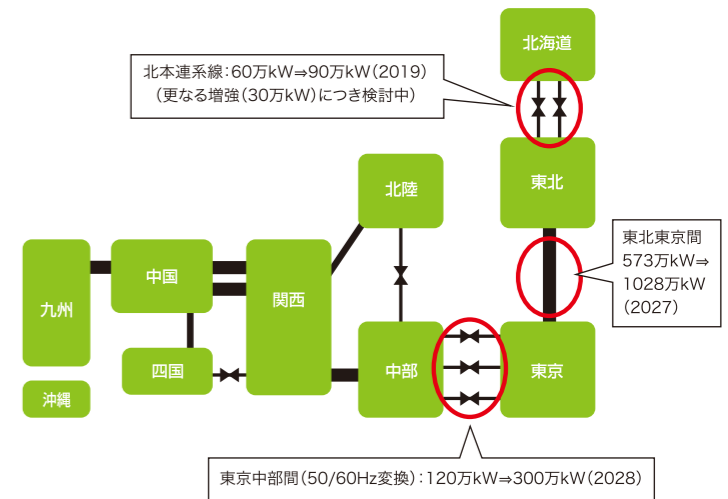 北海道
北本連系線：60万kW⇒90万kW（2019）
（更なる増強（30万kW）につき検討中）
東北
北陸
東北東京間
573万kW⇒
1028万kW
（2027）
九州
中国
関西
四国
中部
東京
沖縄
東京中部間（50/60Hz変換）：120万kW⇒300万kW（2028）